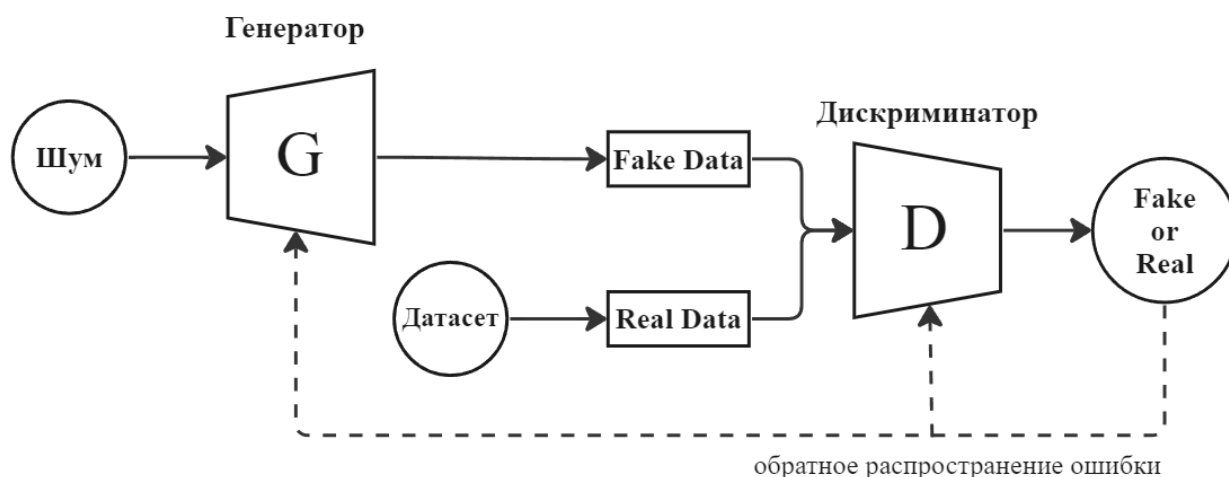 Генератор
Дискриминатор
Шум
G
Fake Data
D
Fake
or
Real
Датасет
Real Data
обратное распространение ошибки